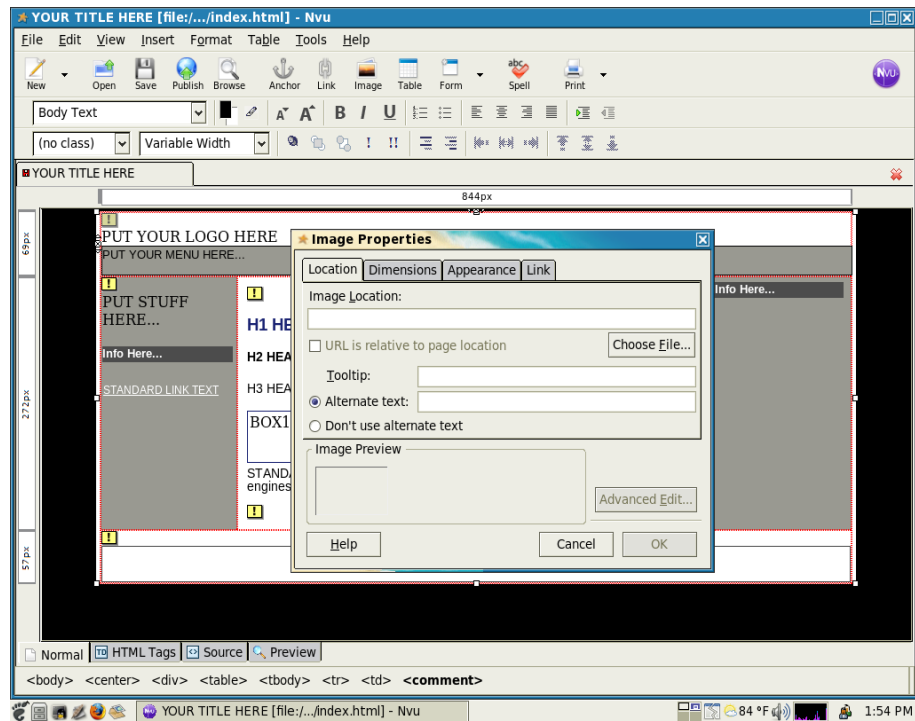 YOUR TITLE HERE [file:/.../index.html] - Nvu
File Edit View Insert Format Table Tools Help
New Open Save Publish Browse Anchor Link Image Table Form Spell Print
Body Text
(no class) Variable Width
YOUR TITLE HERE
844px
69px
PUT YOUR LOGO HERE
PUT YOUR MENU HERE...
272px
PUT STUFF
HERE...
Info Here...
STANDARD LINK TEXT
H1 HE
H2 HEA
H3 HEA
BOX1
STANDA
engines
Info Here...
57px
Image Properties
Location Dimensions Appearance Link
Image Location:
URL is relative to page location Choose File...
Tooltip:
Alternate text:
Don't use alternate text
Image Preview
Advanced Edit...
Help Cancel OK
Normal HTML Tags Source Preview
<body> <center> <div> <table> <tbody> <tr> <td> <comment>
YOUR TITLE HERE [file:/.../index.html] - Nvu 84 °F 1:54 PM